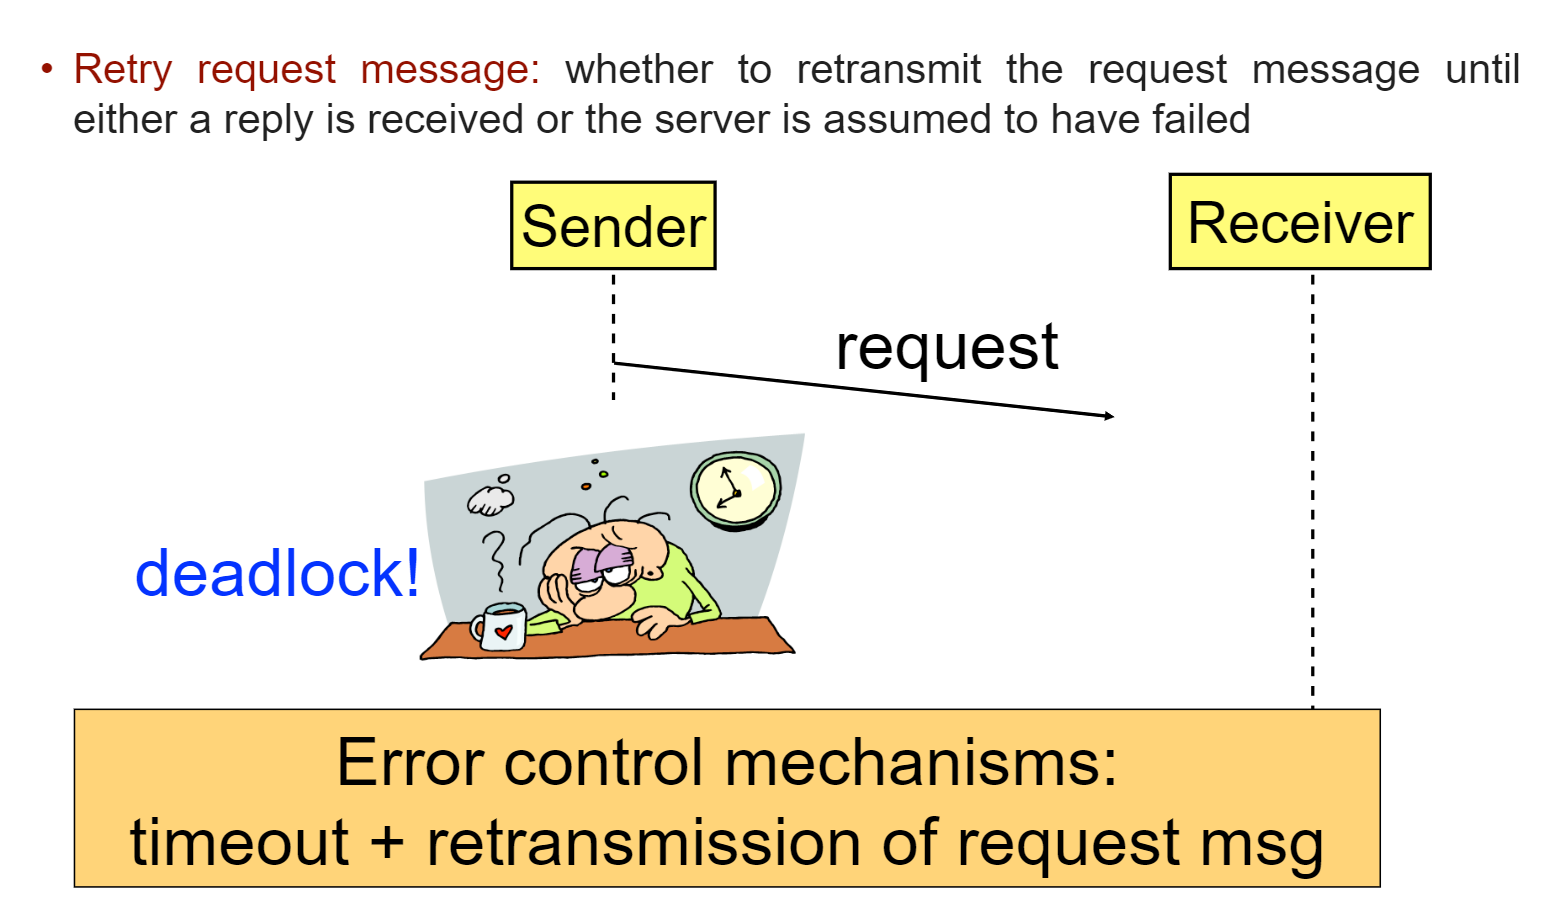 • Retry request message: whether to retransmit the request message until
either a reply is received or the server is assumed to have failed
Sender
Receiver
request
deadlock!
Error control mechanisms:
timeout + retransmission of request msg